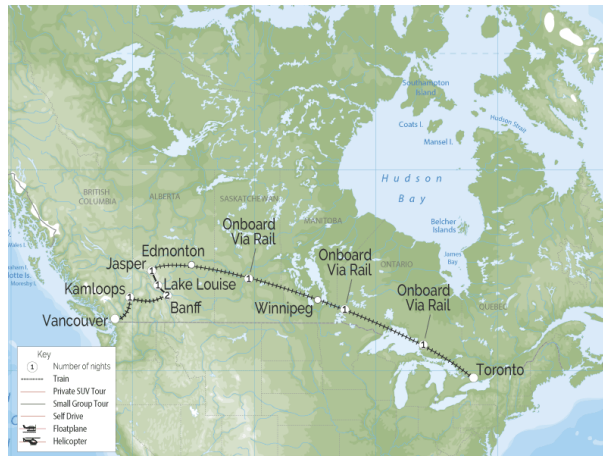 Southampton
Island
Coats I.
Mansel I.
Hudson Strait
Hudson
Bay
BRITISH
COLUMBIA
ALBERTA
SASKATCHEWAN
MANITOBA
Belcher
Islands
James
Bay
ONTARIO
QUEBEC
Onboard
Via Rail
Onboard
Via Rail
Onboard
Via Rail
Edmonton
Jasper
1
Lake Louise
1
Kamloops
1
2
Banff
Vancouver
1
Winnipeg
1
1
Toronto
Key
1 Number of nights
Train
Private SUV Tour
Small Group Tour
Self Drive
Floatplane
Helicopter